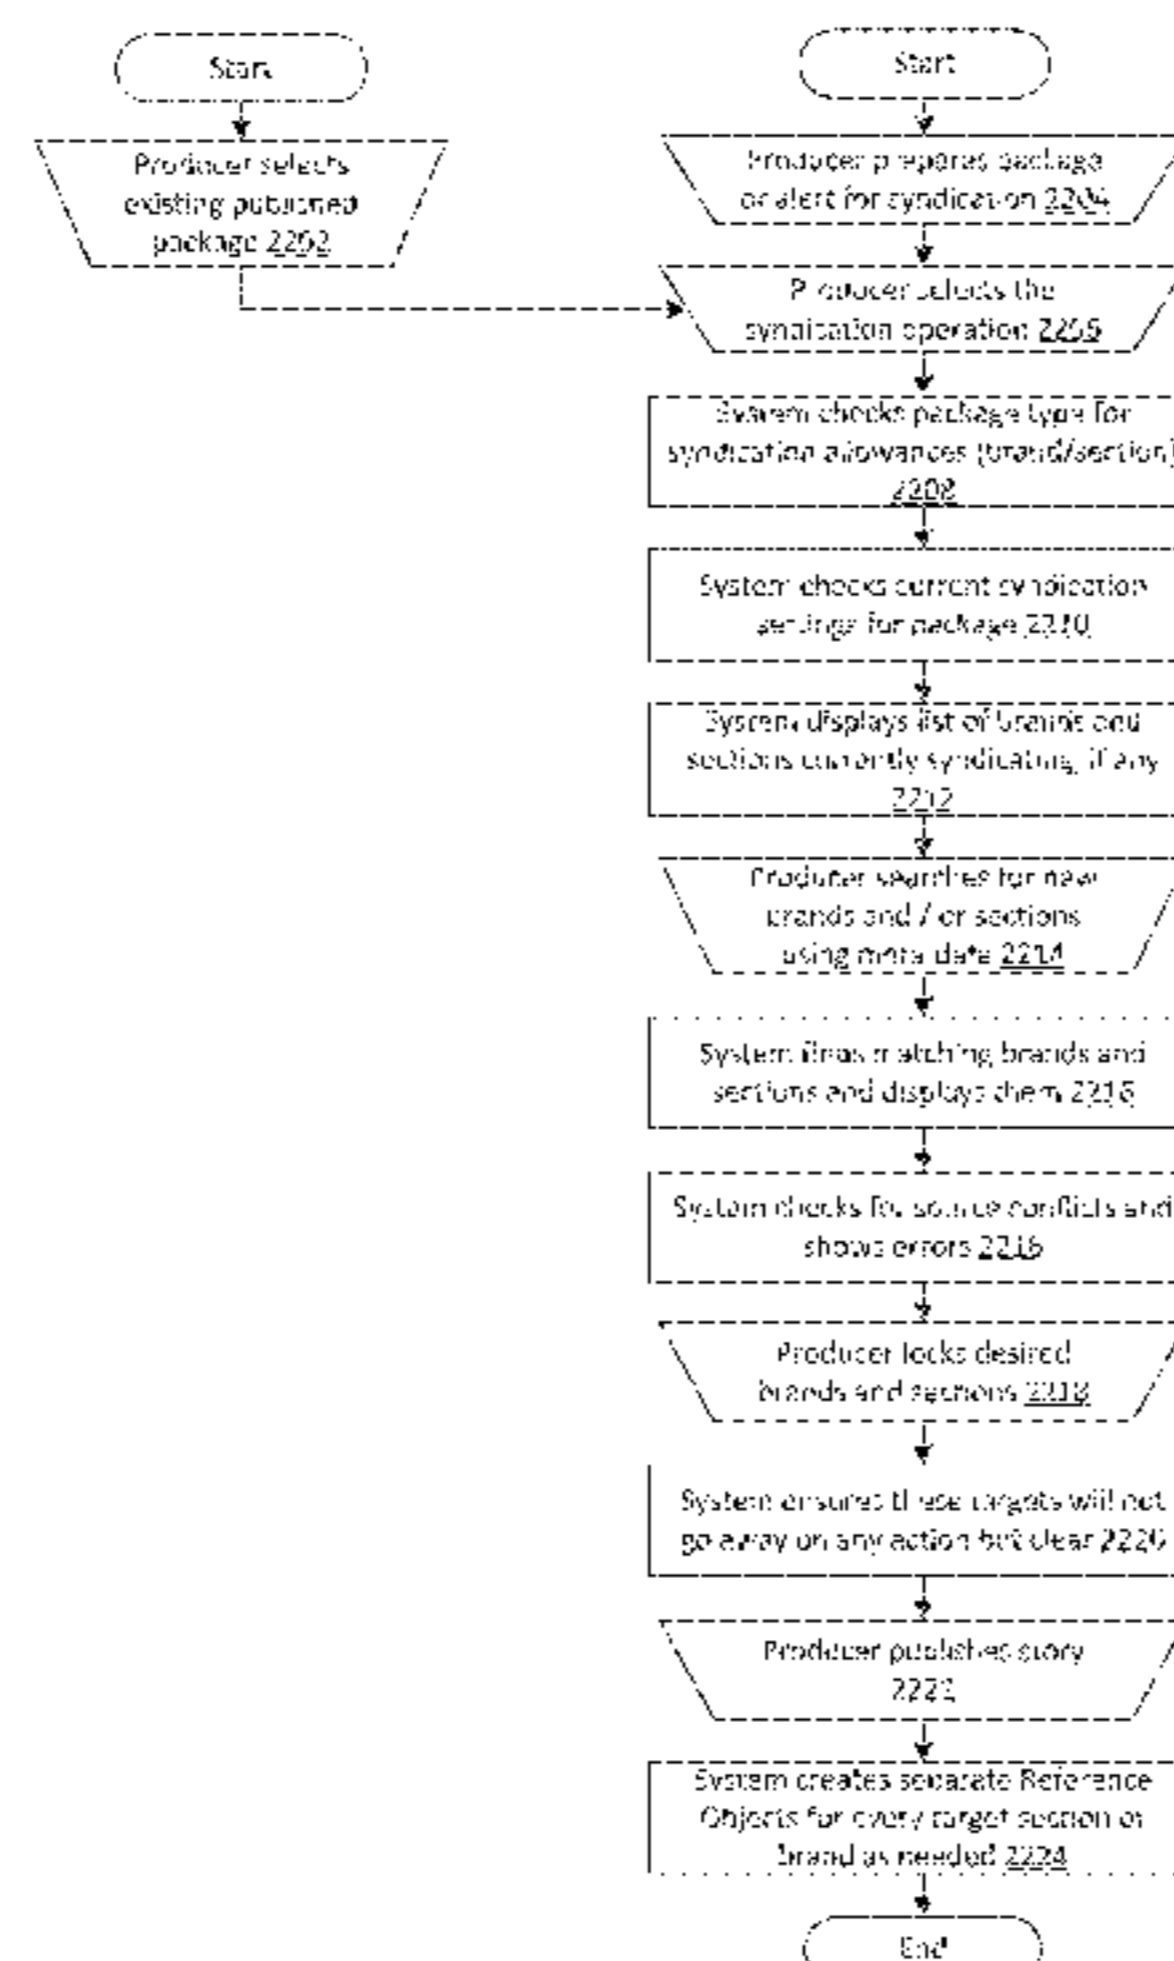 Start
Producer selects
existing published
package
Start
Producer prepares package
or alert for syndication 2204
Producer selects the
syndication operation
System checks package type for
syndication allowances (brand/section)
2208
System checks current syndication
settings for package 2210
System displays list of brands and
sections currently syndicating, if any
2212
Producer searches for new
brands and / or sections
using meta data 2214
System finds matching brands and
sections and displays them 2216
System checks for source conflicts and
shows errors 2216
Producer locks desired
brands and sections 2218
System ensures these targets will not
go away on any action but clear 2220
Producer publishes story
2222
System creates separate Reference
Objects for every target section or
brand as needed 2224
End